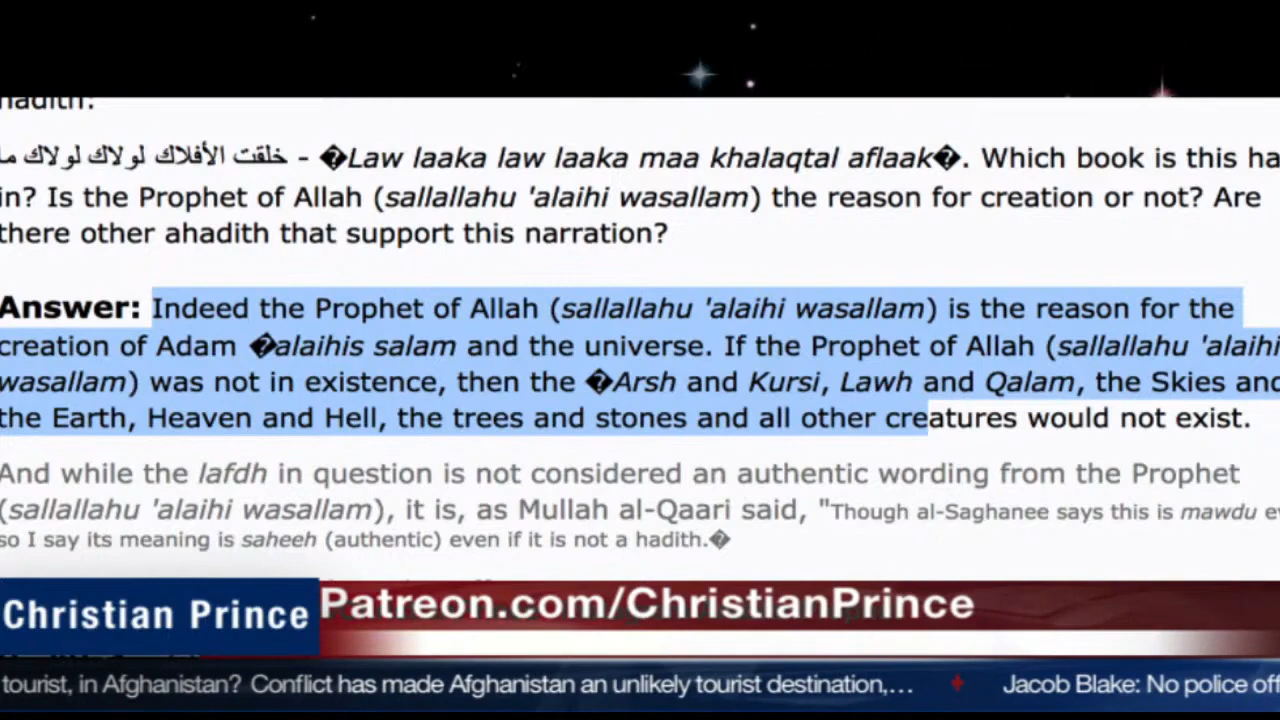 hadith:
خلقت الأفلاك لولاك لولاك ما - �Law laaka law laaka maa khalaqtal aflaak�. Which book is this ha
in? Is the Prophet of Allah (sallallahu 'alaihi wasallam) the reason for creation or not? Are
there other ahadith that support this narration?
Answer: Indeed the Prophet of Allah (sallallahu 'alaihi wasallam) is the reason for the
creation of Adam �alaihis salam and the universe. If the Prophet of Allah (sallallahu 'alaihi
wasallam) was not in existence, then the �Arsh and Kursi, Lawh and Qalam, the Skies and
the Earth, Heaven and Hell, the trees and stones and all other creatures would not exist.
And while the lafdh in question is not considered an authentic wording from the Prophet
(sallallahu 'alaihi wasallam), it is, as Mullah al-Qaari said, "Though al-Saghanee says this is mawdu ev
so I say its meaning is saheeh (authentic) even if it is not a hadith.�
Christian Prince
Patreon.com/ChristianPrince
tourist, in Afghanistan? Conflict has made Afghanistan an unlikely tourist destination,... Jacob Blake: No police off